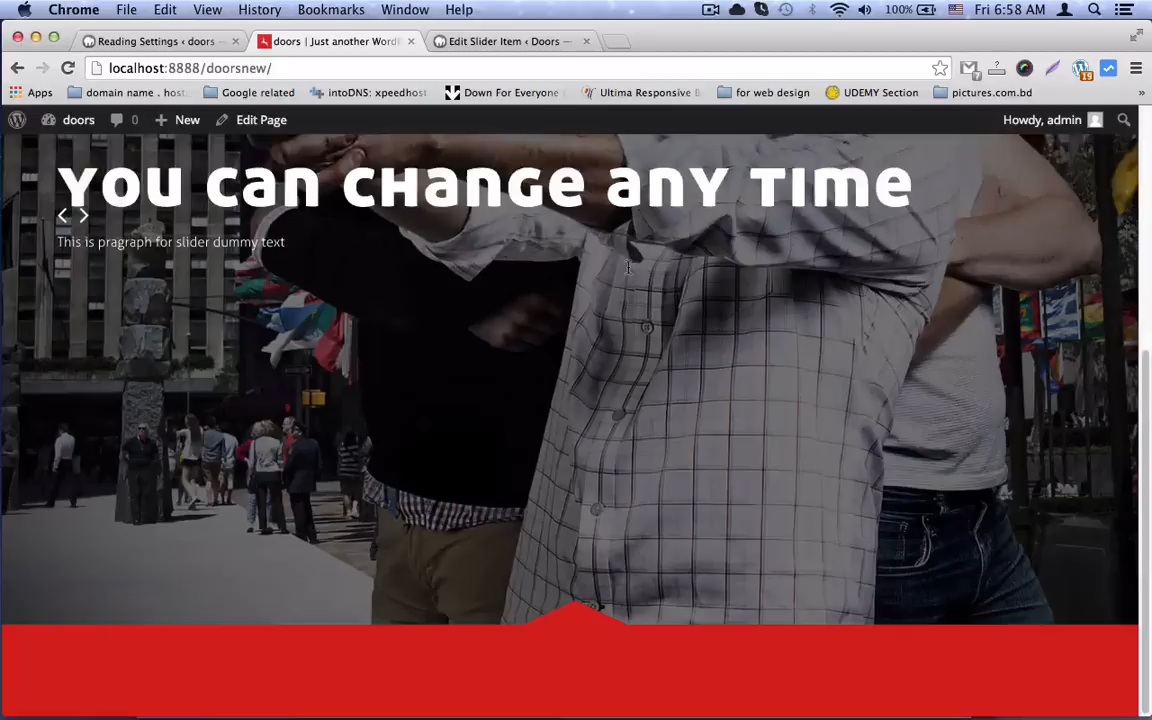 Chrome File Edit View History Bookmarks Window Help 100% Fri 6:58 AM
Reading Settings ‹ doors
doors | Just another WordP
Edit Slider Item ‹ Doors —
localhost:8888/doorsnew/
19
Apps domain name . host Google related intoDNS: xpeedhost Down For Everyone Ultima Responsive for web design UDEMY Section pictures.com.bd
doors 0 New Edit Page Howdy, admin
YOU CAN CHANGE ANY TIME
This is pragraph for slider dummy text